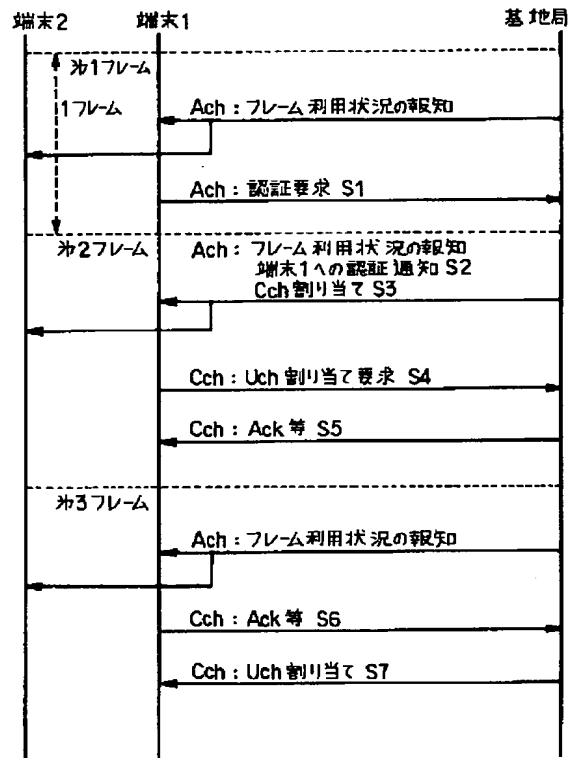 端末2 端末1 基地局
第1フレーム
1フレーム
Ach：フレーム利用状況の報知
Ach：認証要求 S1
第2フレーム
Ach：フレーム利用状況の報知
端末1への認証通知 S2
Cch割り当て S3
Cch：Uch割り当て要求 S4
Cch：Ack等 S5
第3フレーム
Ach：フレーム利用状況の報知
Cch：Ack等 S6
Cch：Uch割り当て S7